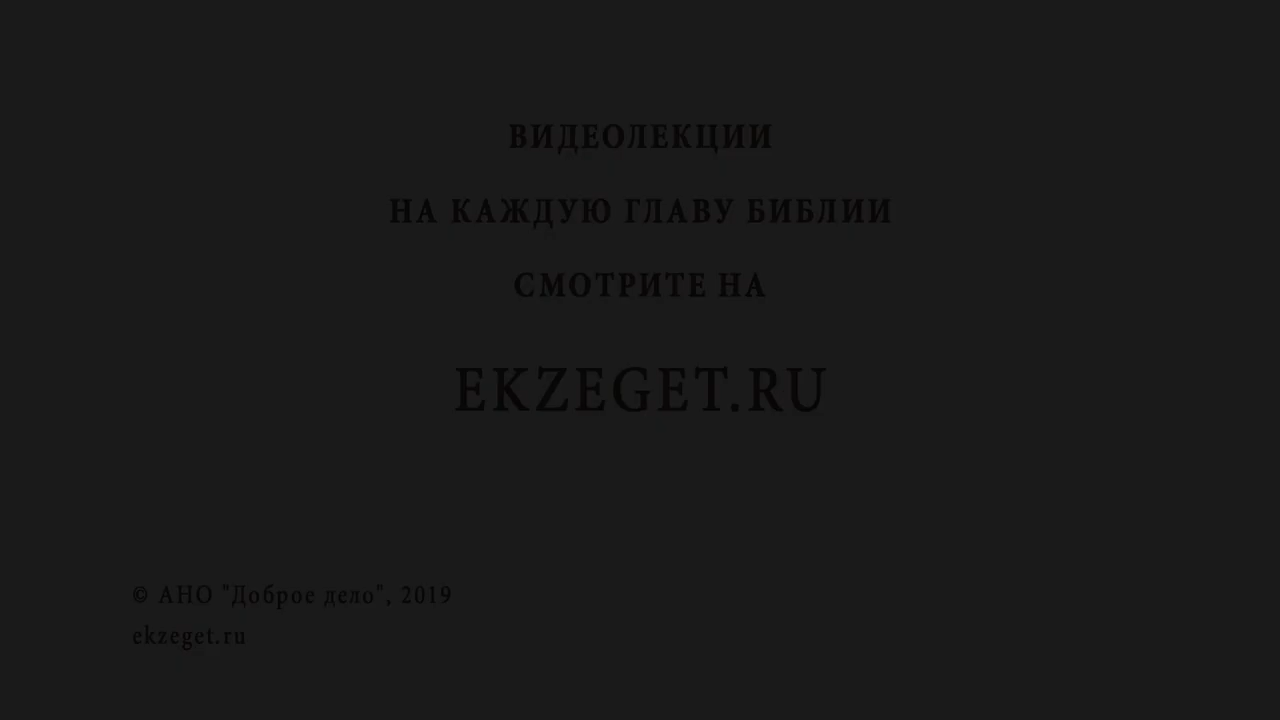 ВИДЕОЛЕКЦИИ
НА КАЖДУЮ ГЛАВУ БИБЛИИ
СМОТРИТЕ НА
EKZEGET.RU
© АНО "Доброе дело", 2019
ekzeget.ru